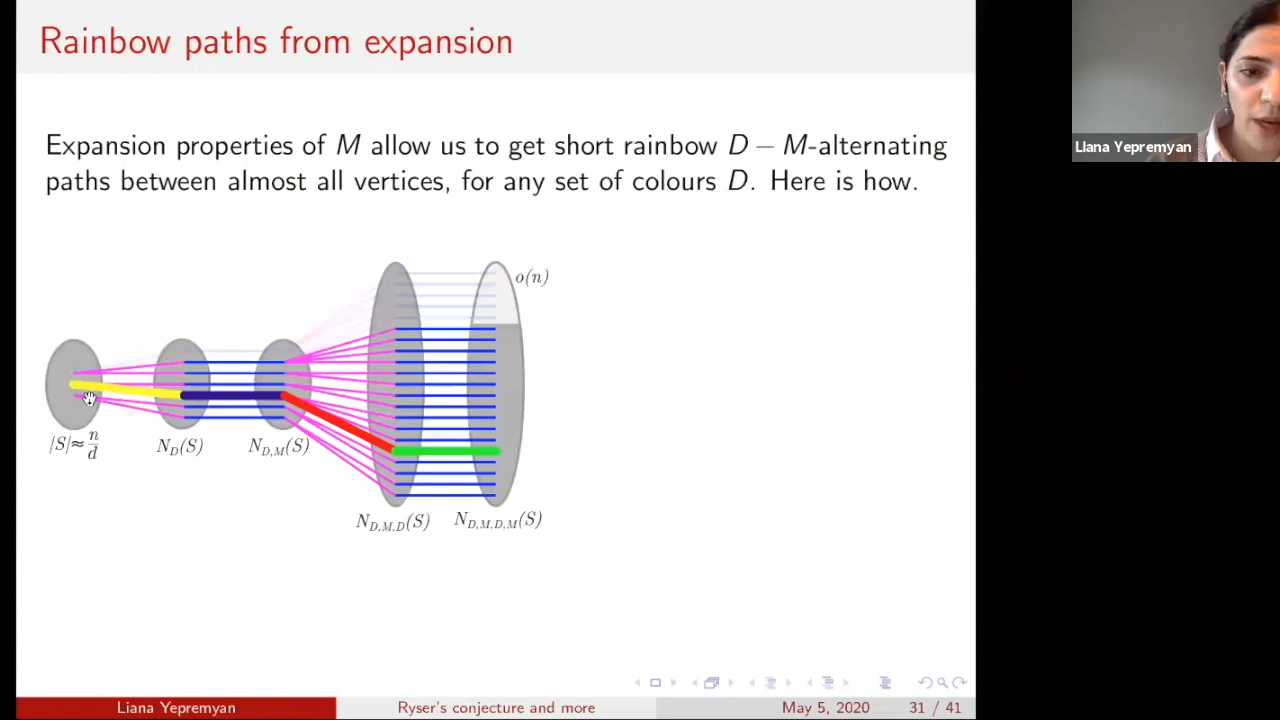 Rainbow paths from expansion
Expansion properties of M allow us to get short rainbow D − M-alternating
paths between almost all vertices, for any set of colours D. Here is how.
o(n)
|S|≈ n/d
N_D(S)
N_{D,M}(S)
N_{D,M,D}(S)
N_{D,M,D,M}(S)
Liana Yepremyan
Ryser's conjecture and more
May 5, 2020
31 / 41
LIana Yepremyan